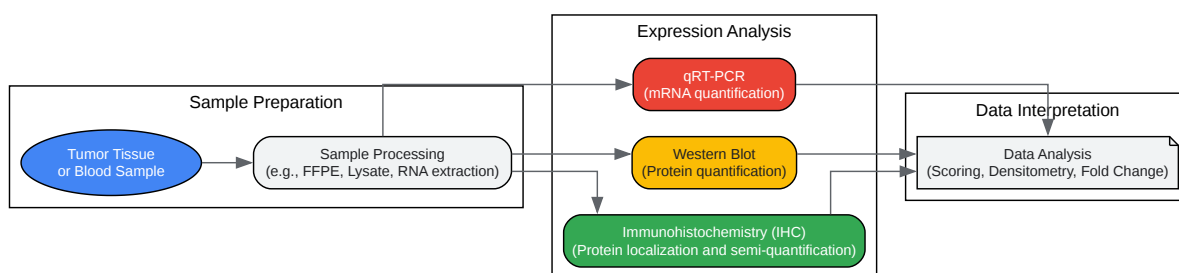 Sample Preparation
Tumor Tissue
or Blood Sample
Sample Processing
(e.g., FFPE, Lysate, RNA extraction)
Expression Analysis
qRT-PCR
(mRNA quantification)
Western Blot
(Protein quantification)
Immunohistochemistry (IHC)
(Protein localization and semi-quantification)
Data Interpretation
Data Analysis
(Scoring, Densitometry, Fold Change)